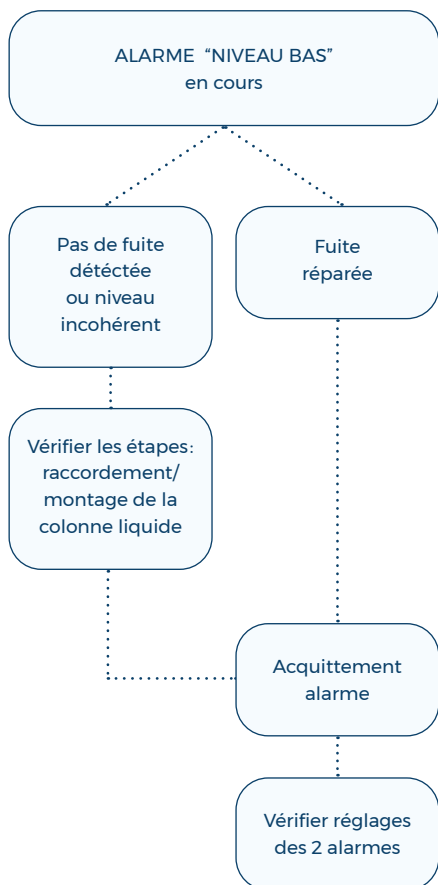 ALARME “NIVEAU BAS”
en cours
Pas de fuite
détéctée
ou niveau
incohérent
Fuite
réparée
Vérifier les étapes:
raccordement/
montage de la
colonne liquide
Acquittement
alarme
Vérifier réglages
des 2 alarmes